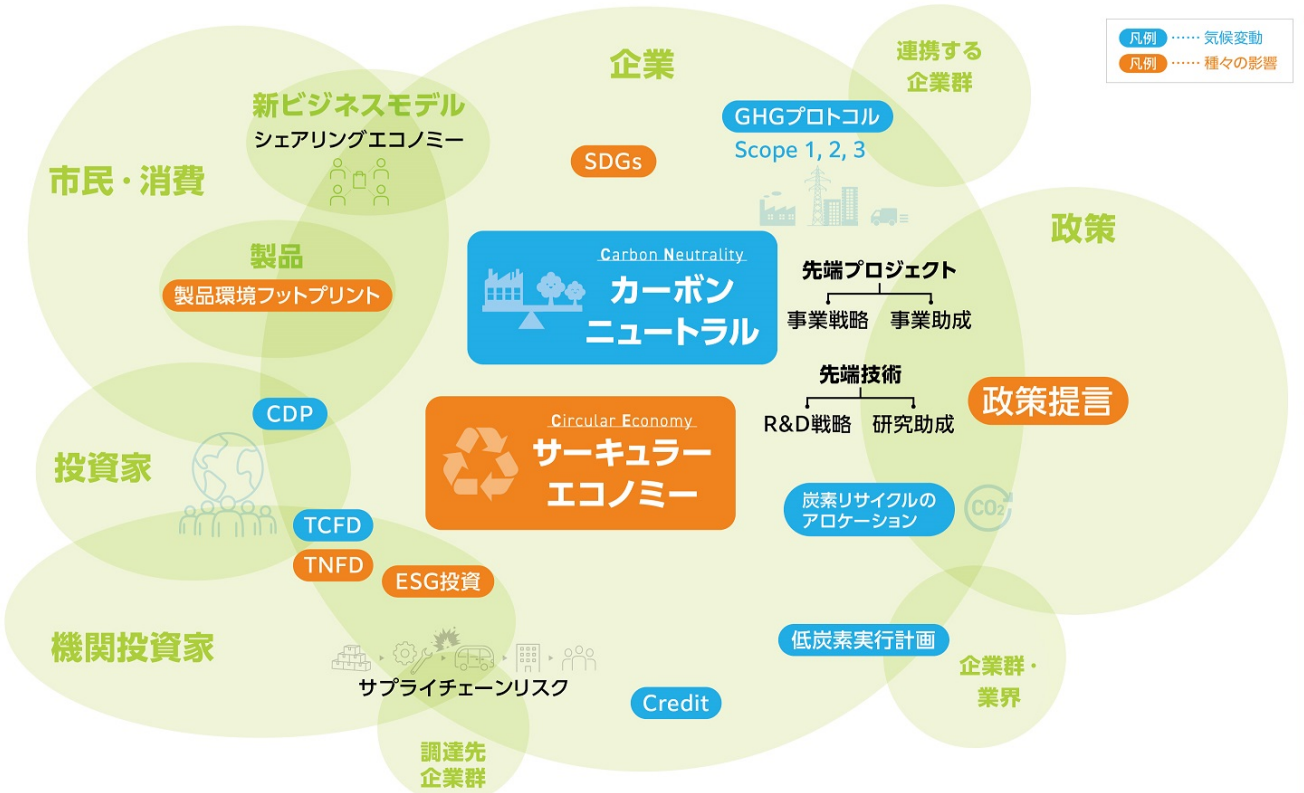 企業
連携する
企業群
凡例 …… 気候変動
凡例 …… 種々の影響
新ビジネスモデル
シェアリングエコノミー
GHGプロトコル
Scope 1, 2, 3
SDGs
市民・消費
政策
製品
製品環境フットプリント
Carbon Neutrality
カーボン
ニュートラル
先端プロジェクト
事業戦略 事業助成
先端技術
R&D戦略 研究助成
政策提言
CDP
Circular Economy
サーキュラー
エコノミー
投資家
炭素リサイクルの
アロケーション
CO₂
TCFD
TNFD
ESG投資
機関投資家
低炭素実行計画
企業群・
業界
サプライチェーンリスク
Credit
調達先
企業群